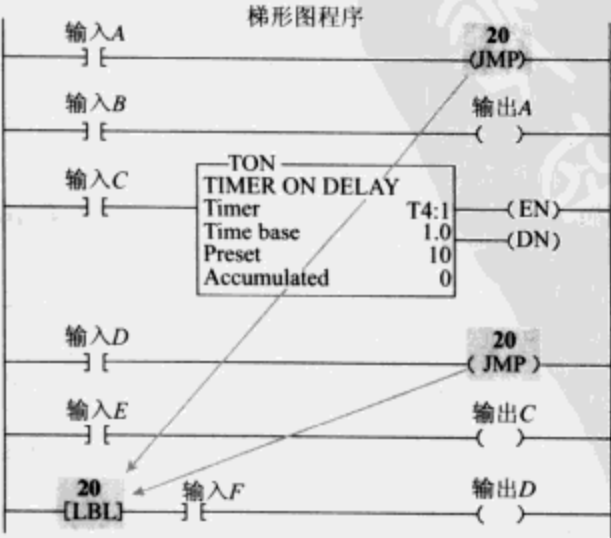 梯形图程序
输入A
20
(JMP)
输入B
输出A
( )
输入C
TON
TIMER ON DELAY
Timer T4:1
Time base 1.0
Preset 10
Accumulated 0
(EN)
(DN)
输入D
20
( JMP )
输入E
输出C
( )
20
[LBL]
输入F
输出D
( )